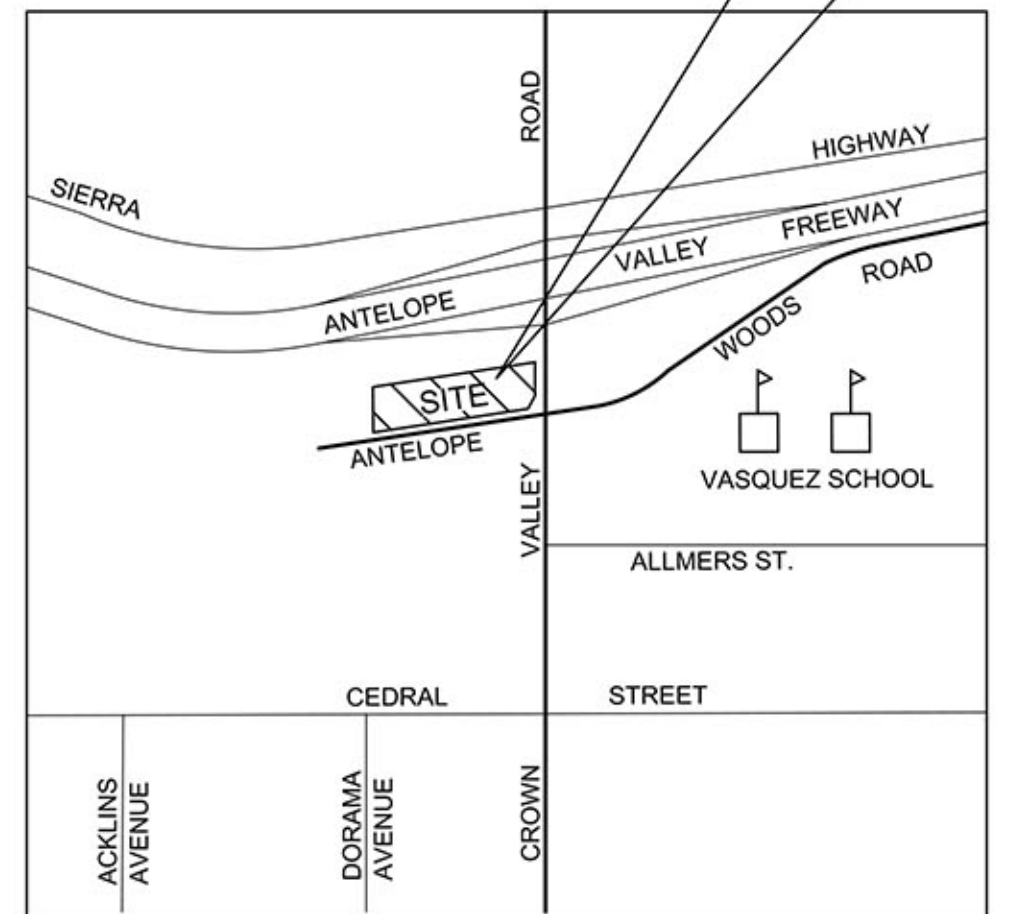 ROAD
HIGHWAY
SIERRA
FREEWAY
VALLEY
ANTELOPE
ROAD
WOODS
SITE
ANTELOPE
VASQUEZ SCHOOL
VALLEY
ALLMERS ST.
CEDRAL STREET
ACKLINS
AVENUE
DORAMA
AVENUE
CROWN